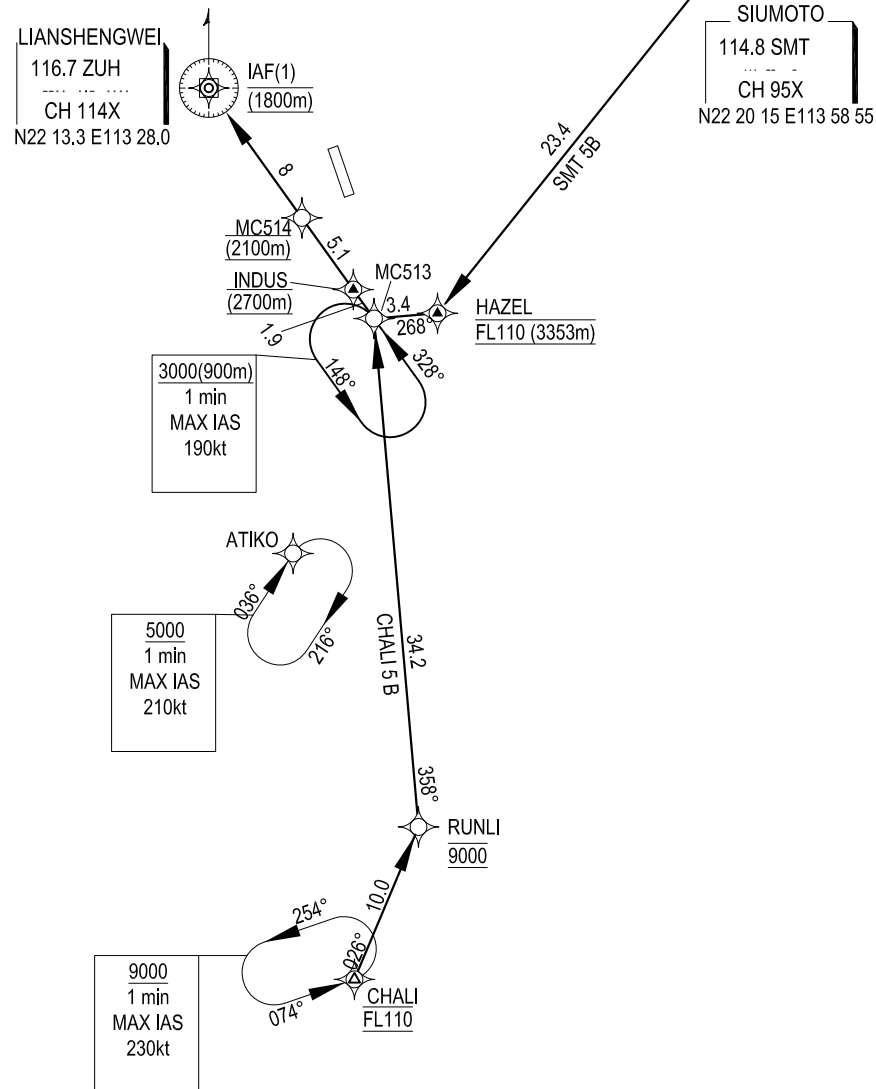 LIANSHENGWEI
116.7 ZUH
CH 114X
N22 13.3 E113 28.0
IAF(1)
(1800m)
SIUMOTO
114.8 SMT
CH 95X
N22 20 15 E113 58 55
23.4
SMT 5B
8
MC514
(2100m)
5.1
INDUS
(2700m)
MC513
3.4
268°
HAZEL
FL110 (3353m)
1.9
3000(900m)
1 min
MAX IAS
190kt
148°
328°
ATIKO
036°
216°
5000
1 min
MAX IAS
210kt
34.2
CHALI 5 B
358°
RUNLI
9000
10.0
026°
254°
074°
CHALI
FL110
9000
1 min
MAX IAS
230kt